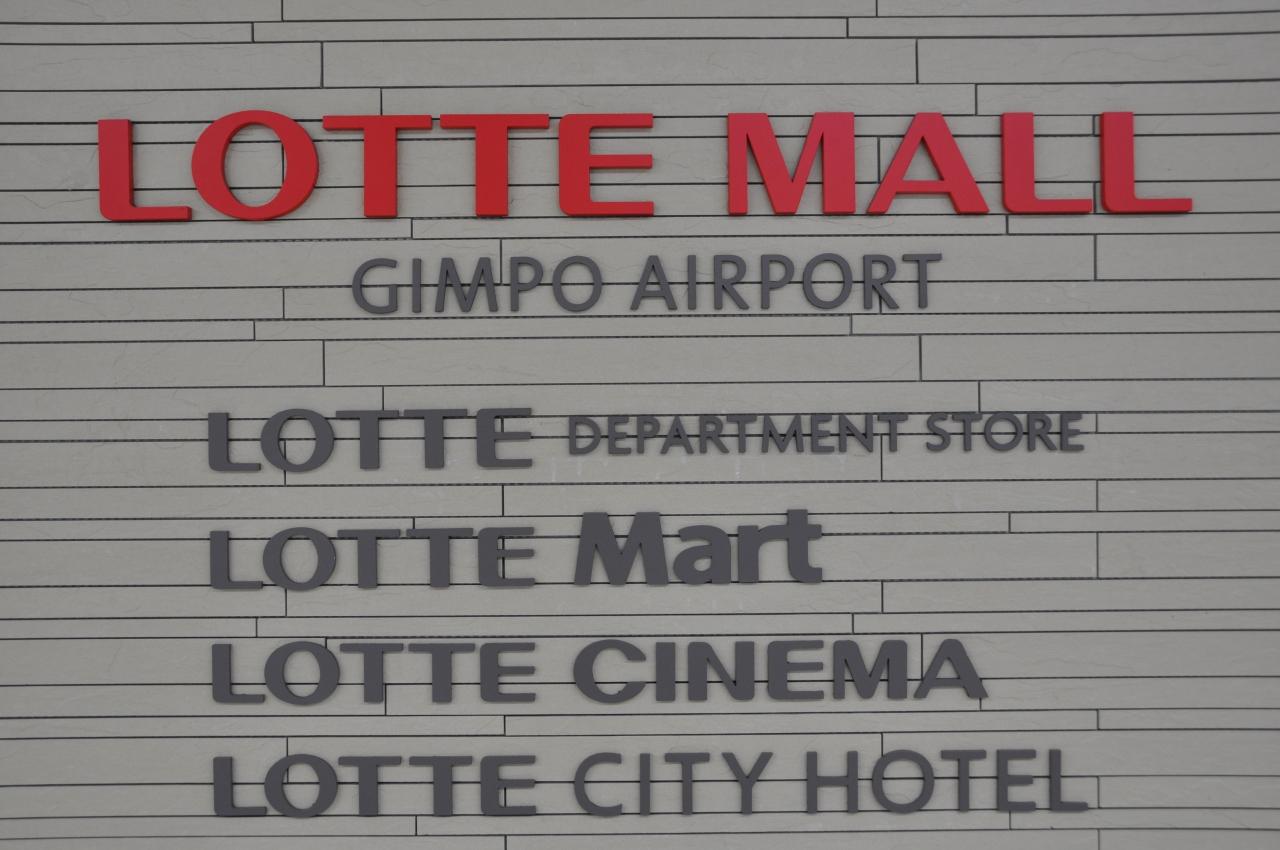 LOTTE MALL
GIMPO AIRPORT
LOTTE DEPARTMENT STORE
LOTTE Mart
LOTTE CINEMA
LOTTE CITY HOTEL